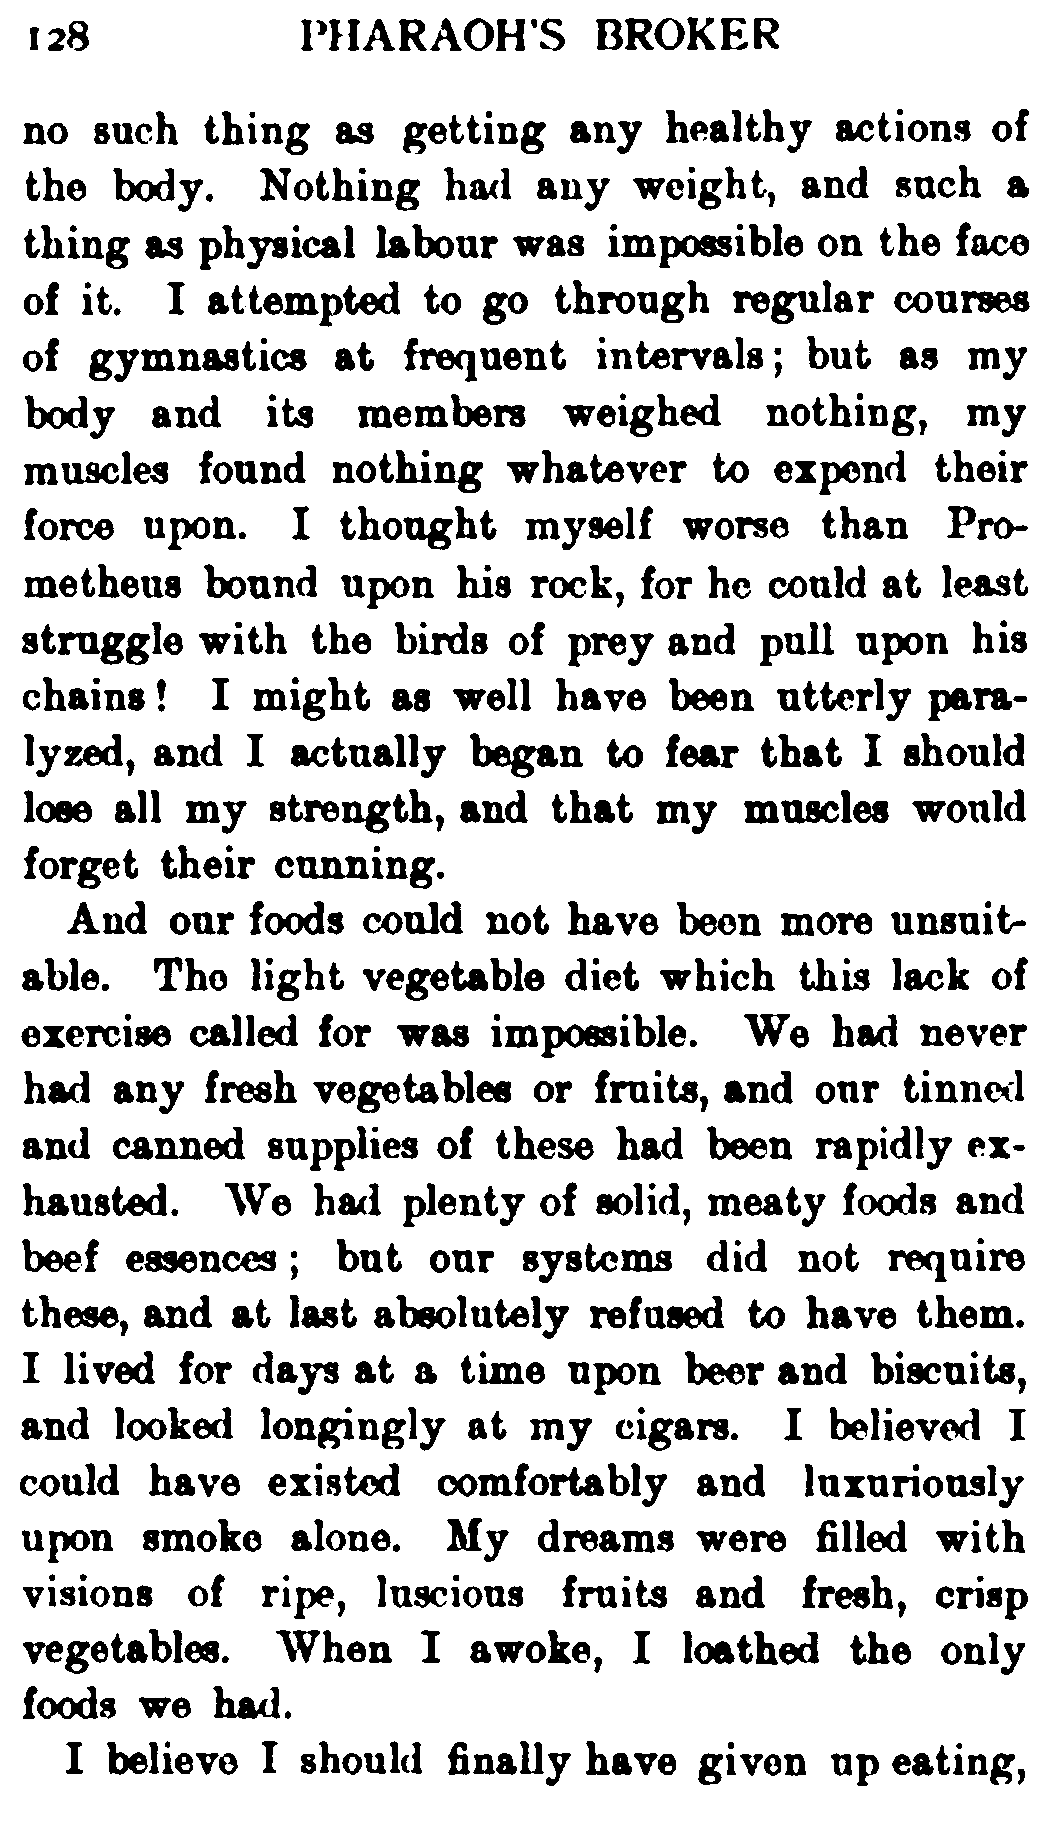 128 PHARAOH'S BROKER
no such thing as getting any healthy actions of
the body. Nothing had any weight, and such a
thing as physical labour was impossible on the face
of it. I attempted to go through regular courses
of gymnastics at frequent intervals; but as my
body and its members weighed nothing, my
muscles found nothing whatever to expend their
force upon. I thought myself worse than Pro-
metheus bound upon his rock, for he could at least
struggle with the birds of prey and pull upon his
chains! I might as well have been utterly para-
lyzed, and I actually began to fear that I should
lose all my strength, and that my muscles would
forget their cunning.
And our foods could not have been more unsuit-
able. The light vegetable diet which this lack of
exercise called for was impossible. We had never
had any fresh vegetables or fruits, and our tinned
and canned supplies of these had been rapidly ex-
hausted. We had plenty of solid, meaty foods and
beef essences; but our systems did not require
these, and at last absolutely refused to have them.
I lived for days at a time upon beer and biscuits,
and looked longingly at my cigars. I believed I
could have existed comfortably and luxuriously
upon smoke alone. My dreams were filled with
visions of ripe, luscious fruits and fresh, crisp
vegetables. When I awoke, I loathed the only
foods we had.
I believe I should finally have given up eating,